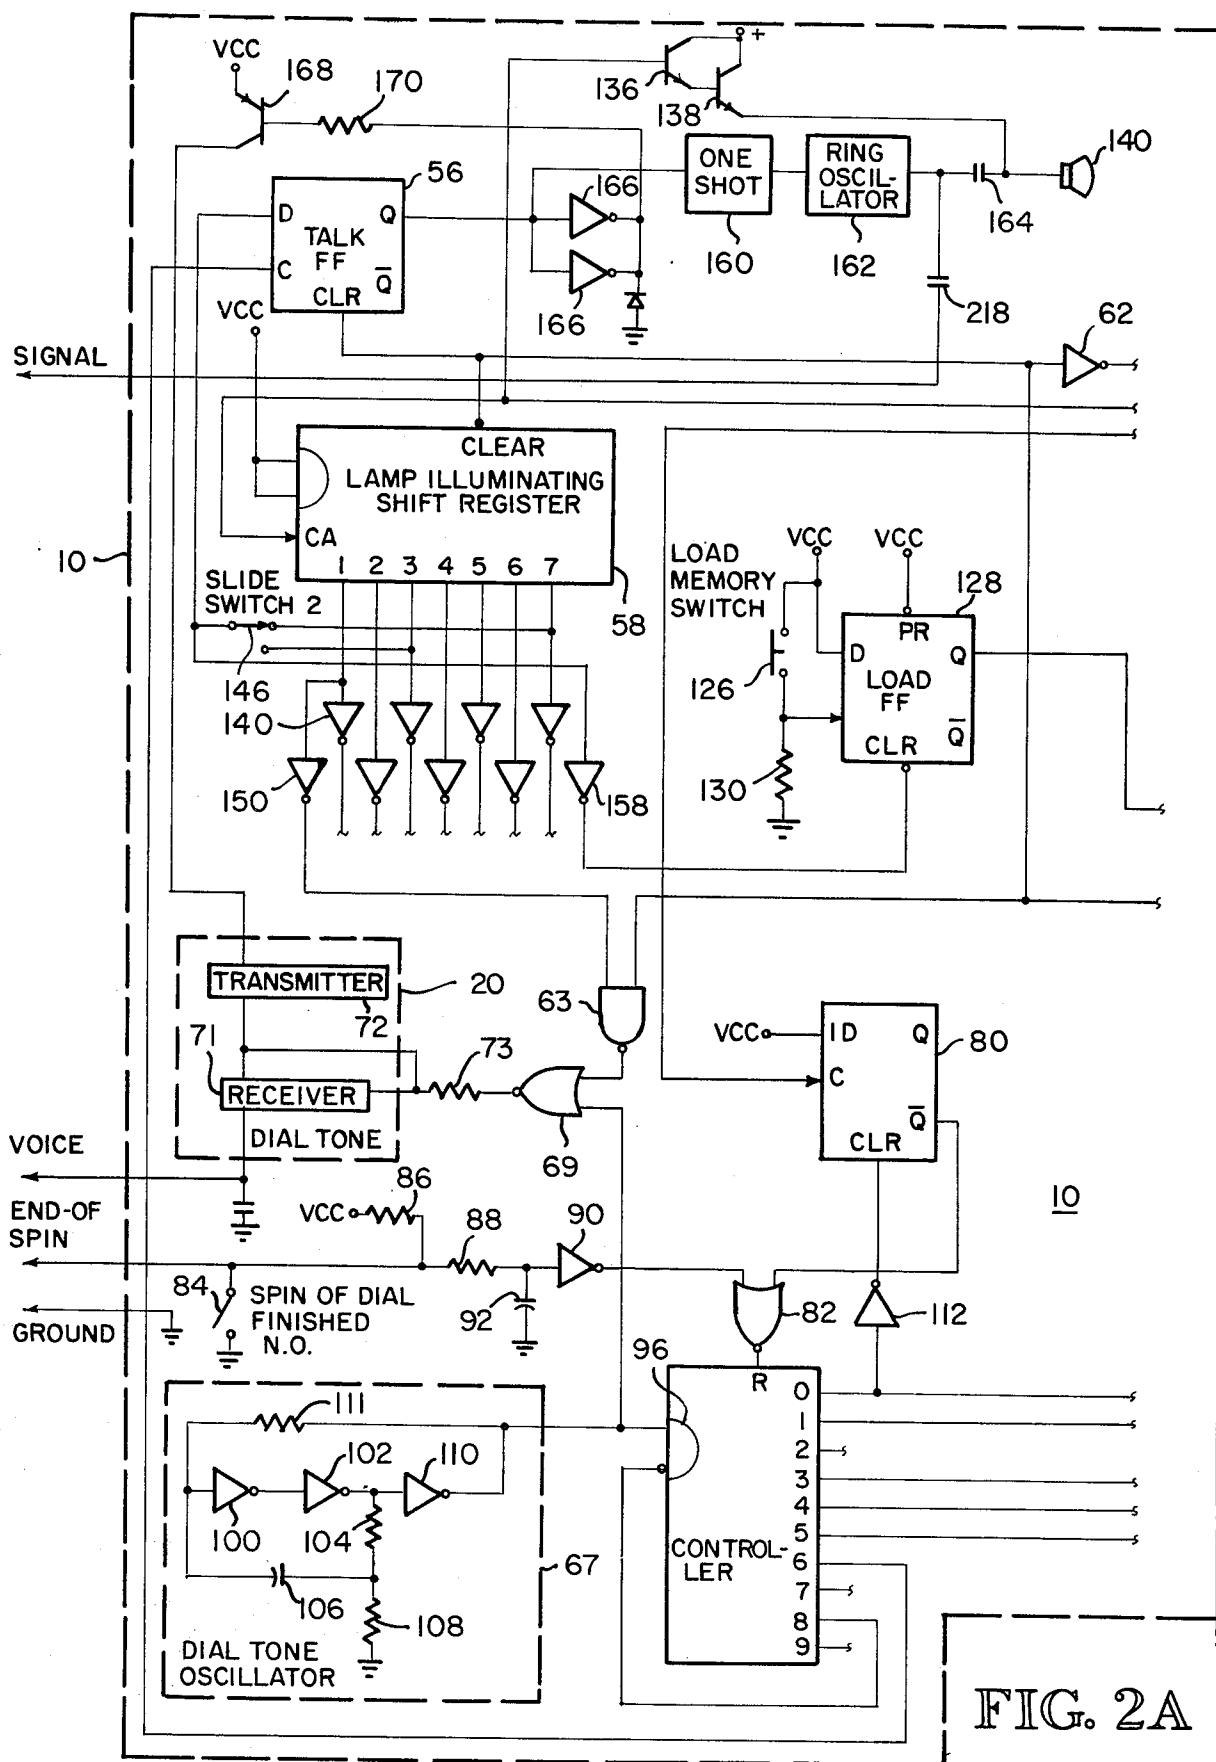 VCC
168
170
136
138
+
140
ONE
SHOT
160
RING
OSCIL-
LATOR
162
164
218
56
D
Q
TALK
FF
C
Q̅
CLR
166
166
62
VCC
SIGNAL
CLEAR
LAMP ILLUMINATING
SHIFT REGISTER
CA
1 2 3 4 5 6 7
58
10
SLIDE
SWITCH 2
146
140
150
158
LOAD
MEMORY
SWITCH
VCC
VCC
128
PR
D
Q
LOAD
FF
CLR
Q̅
126
130
TRANSMITTER
72
20
71
RECEIVER
DIAL TONE
73
63
69
VCC
1D
Q
80
C
Q̅
CLR
10
VOICE
END-OF
SPIN
GROUND
VCC
86
88
90
92
84
SPIN OF DIAL
FINISHED
N.O.
82
112
96
R
0
1
2
3
4
5
6
7
8
9
CONTROL-
LER
111
102
110
100
104
106
108
67
DIAL TONE
OSCILLATOR
FIG. 2A